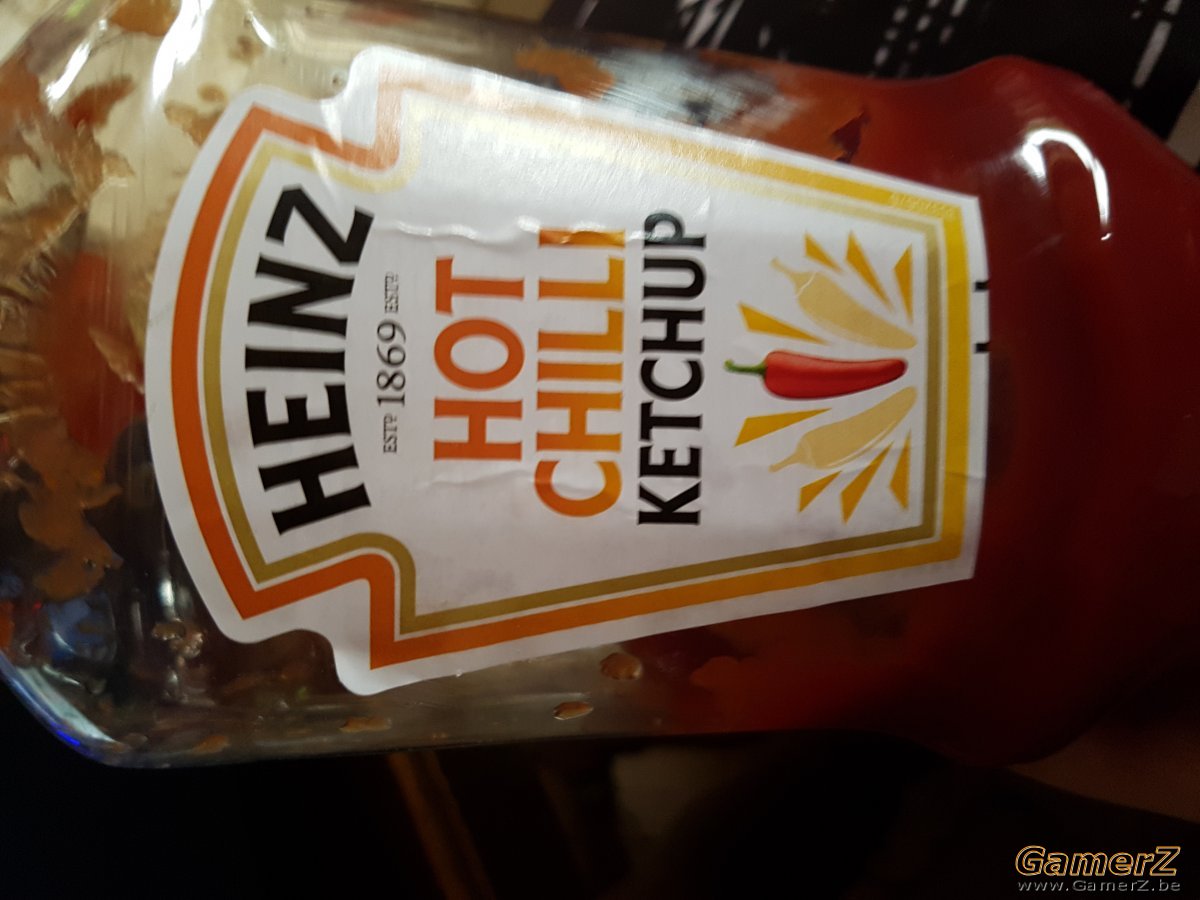 HEINZ
ESTD 1869 ESTD
HOT
CHILLI
KETCHUP
GamerZ
www.GamerZ.be